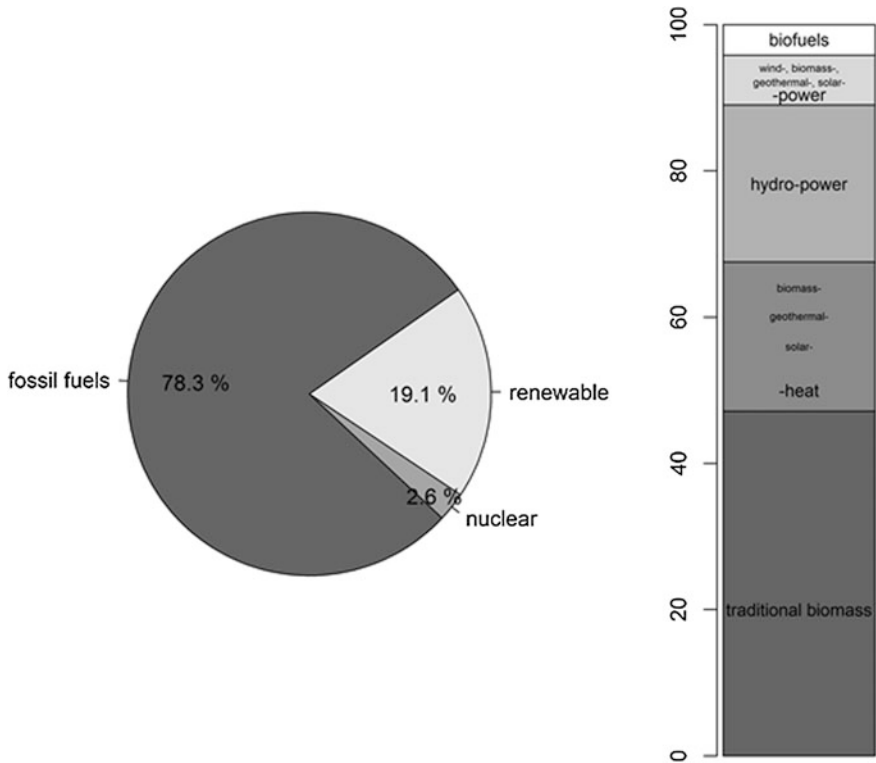 fossil fuels
78.3 %
19.1 %
renewable
2.6 %
nuclear
100
80
60
40
20
0
biofuels
wind-, biomass-,
geothermal-, solar-
-power
hydro-power
biomass-
geothermal-
solar-
-heat
traditional biomass